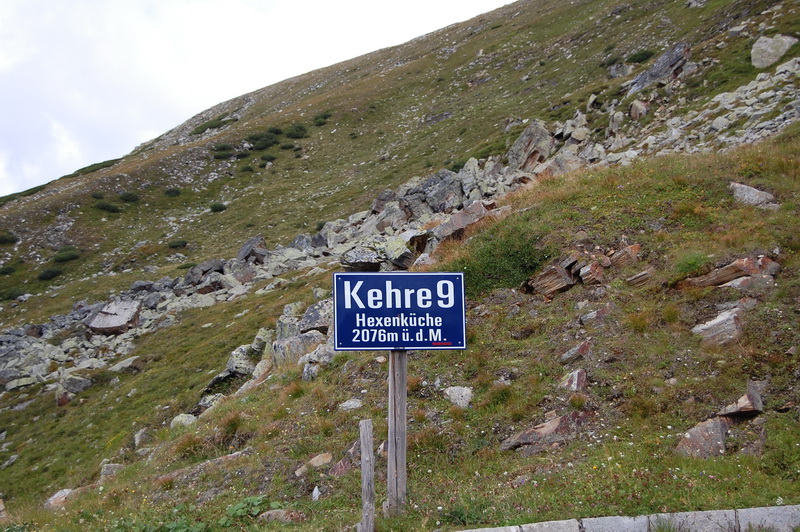 Kehre 9
Hexenküche
2076m ü.d.M.